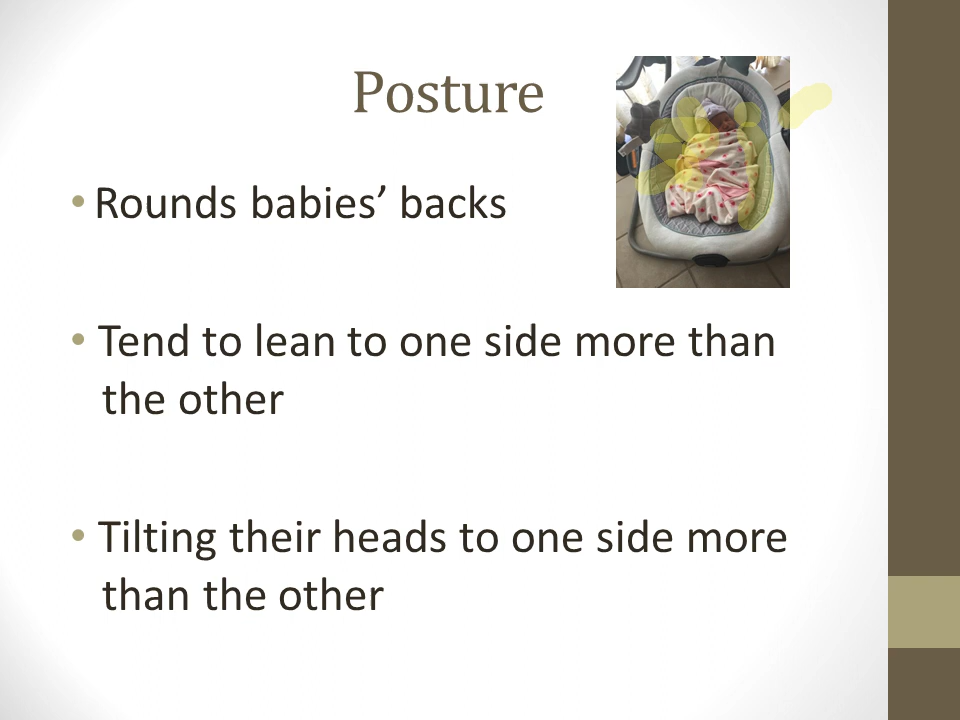 Posture
• Rounds babies’ backs
• Tend to lean to one side more than
the other
• Tilting their heads to one side more
than the other